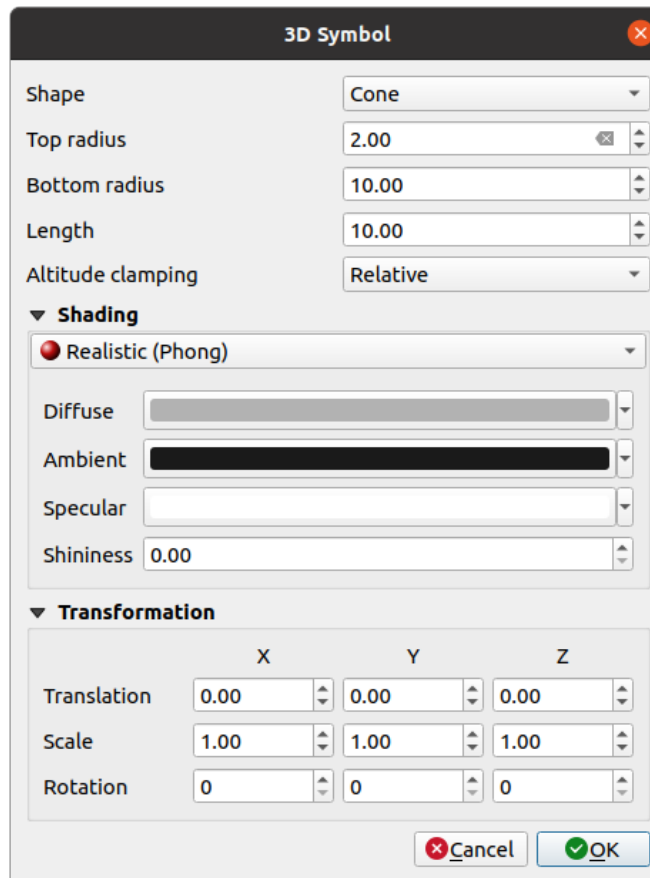 3D Symbol
Shape Cone
Top radius 2.00
Bottom radius 10.00
Length 10.00
Altitude clamping Relative
Shading
Realistic (Phong)
Diffuse
Ambient
Specular
Shininess 0.00
Transformation
X Y Z
Translation 0.00 0.00 0.00
Scale 1.00 1.00 1.00
Rotation 0 0 0
Cancel OK